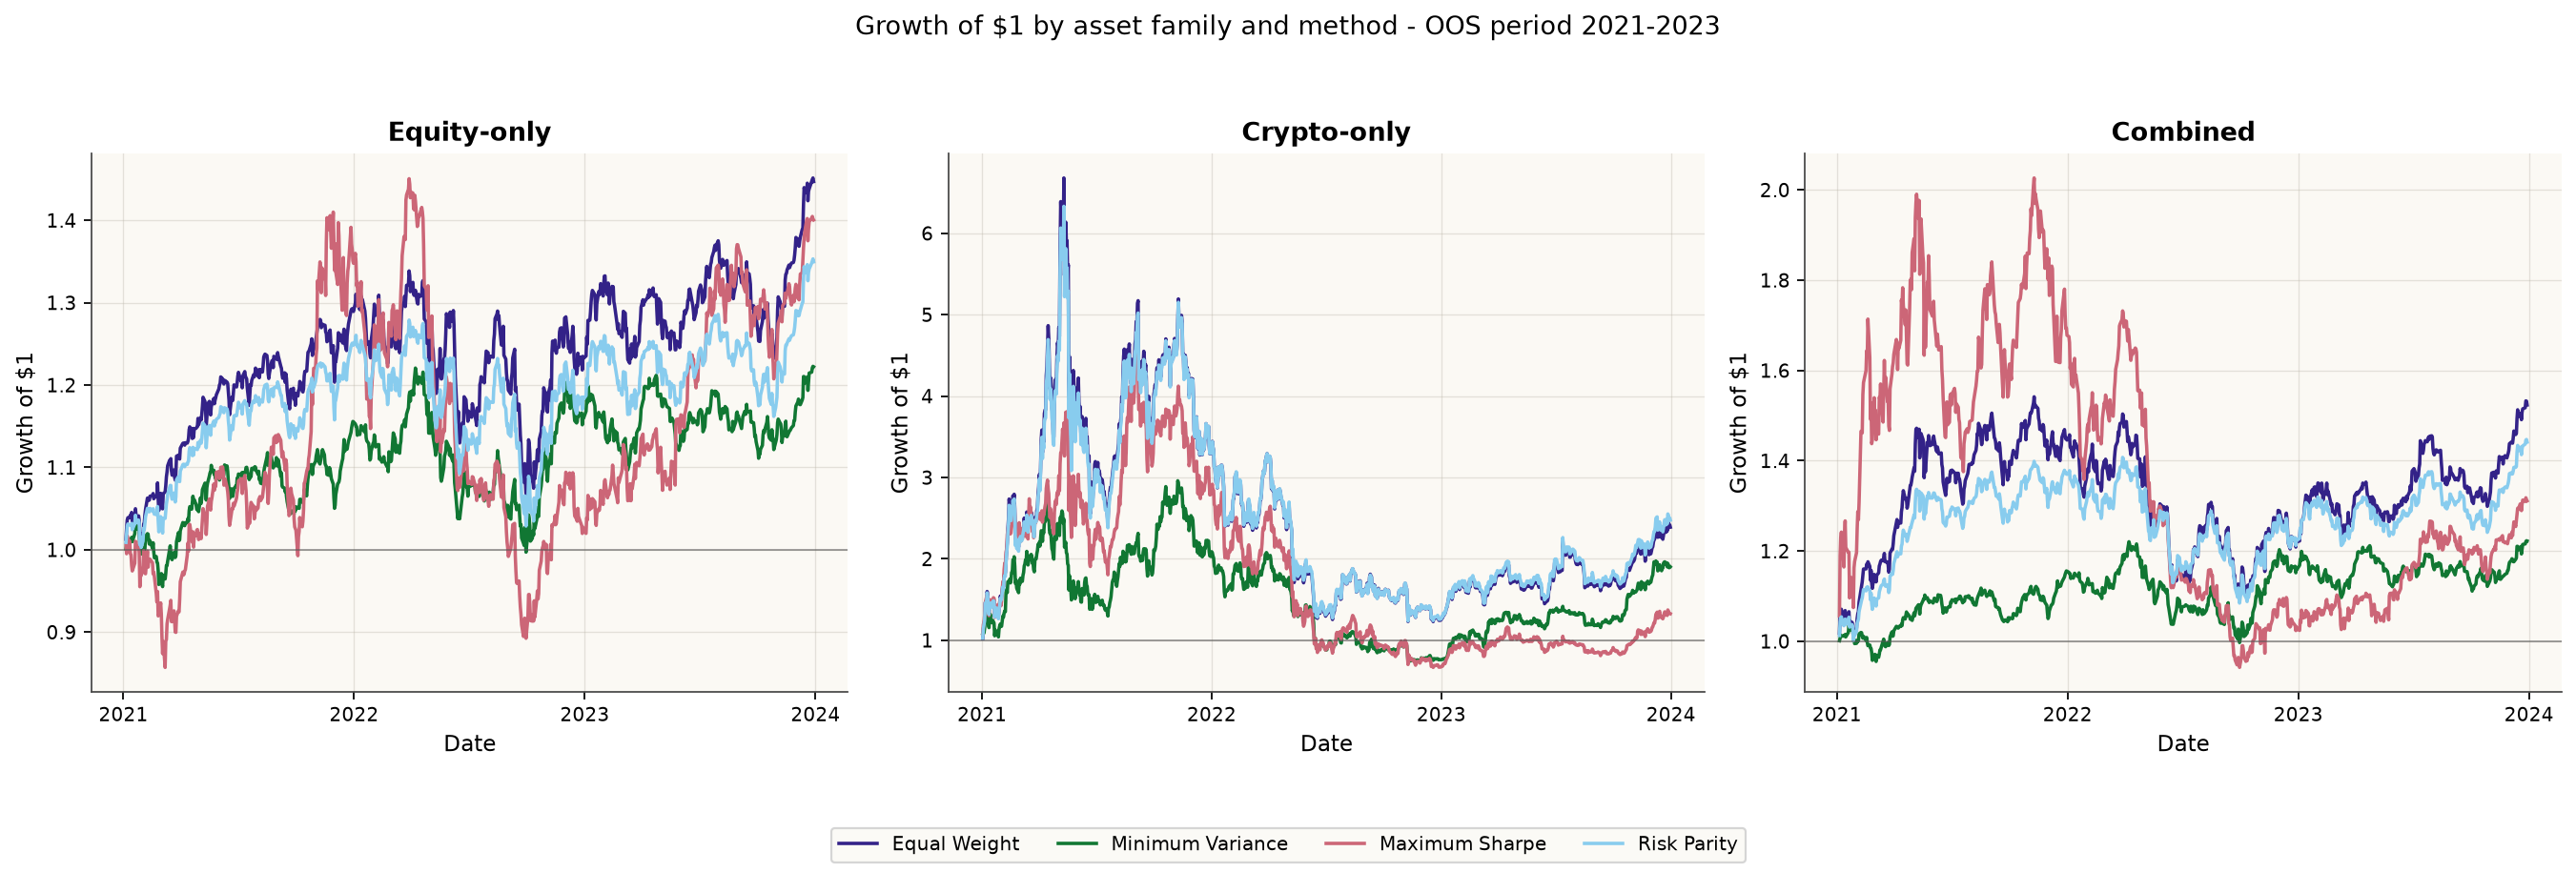 Growth of $1 by asset family and method - OOS period 2021-2023
Equity-only
Growth of $1
1.4
1.3
1.2
1.1
1.0
0.9
2021 2022 2023 2024
Date
Crypto-only
Growth of $1
6
5
4
3
2
1
2021 2022 2023 2024
Date
Combined
Growth of $1
2.0
1.8
1.6
1.4
1.2
1.0
2021 2022 2023 2024
Date
Equal Weight Minimum Variance Maximum Sharpe Risk Parity